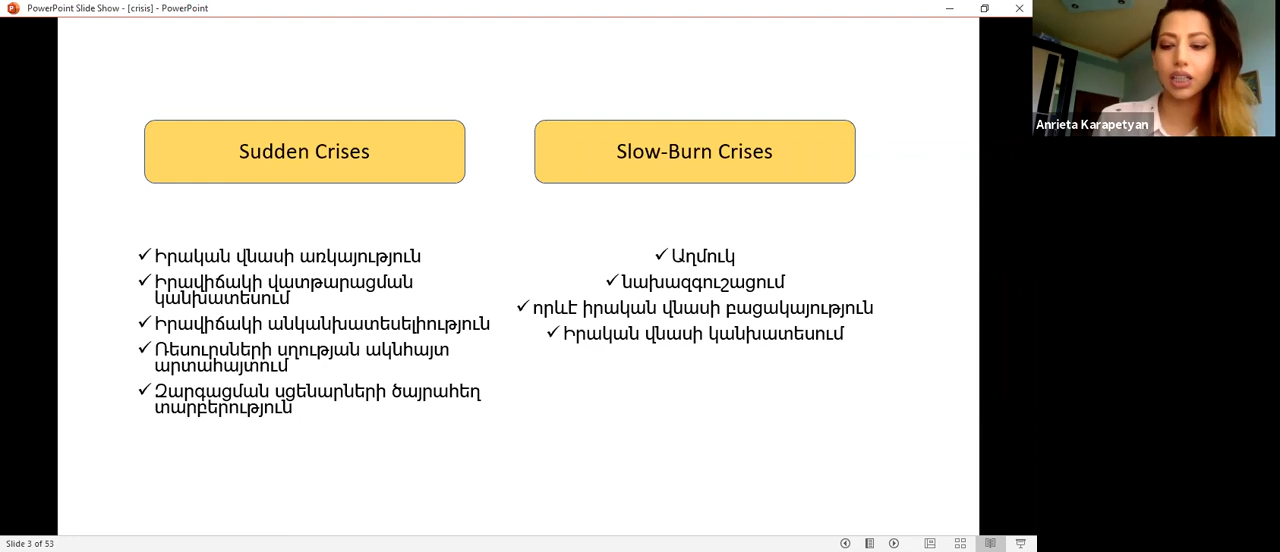 PowerPoint Slide Show - [crisis] - PowerPoint
Anrieta Karapetyan
Sudden Crises
Իրական վնասի առկայություն
Իրավիճակի վատթարացման
կանխատեսում
Իրավիճակի անկանխատեսելիություն
Ռեսուրսների սղության ակնհայտ
արտահայտում
Զարգացման սցենարների ծայրահեղ
տարբերություն
Slow-Burn Crises
Աղմուկ
նախազգուշացում
որևէ իրական վնասի բացակայություն
Իրական վնասի կանխատեսում
Slide 3 of 53